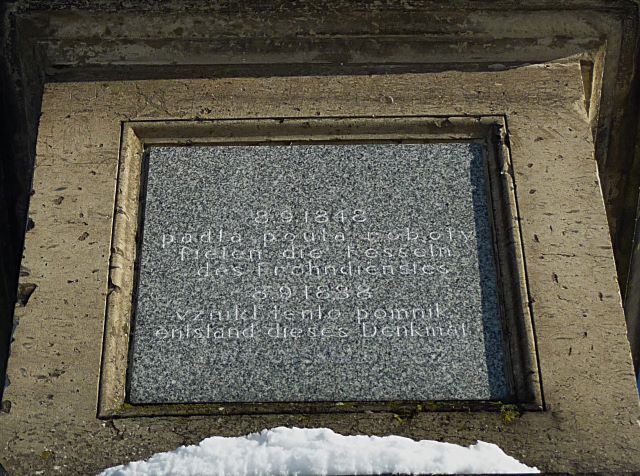 8.9.1848
padla pouta roboty
fielen die Fesseln
des Frohndienstes
8.9.1898
vznikl tento pomník
entstand dieses Denkmal